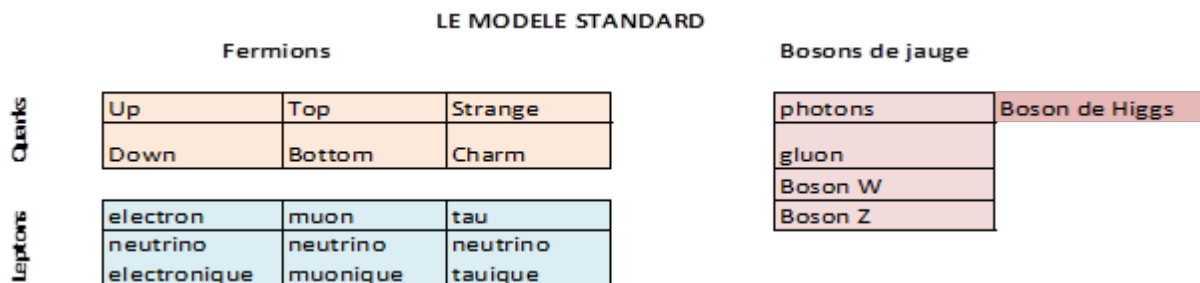 LE MODELE STANDARD
Fermions
Bosons de jauge
Quarks
Up
Top
Strange
Down
Bottom
Charm
Leptons
electron
muon
tau
neutrino electronique
neutrino muonique
neutrino tauique
photons
Boson de Higgs
gluon
Boson W
Boson Z